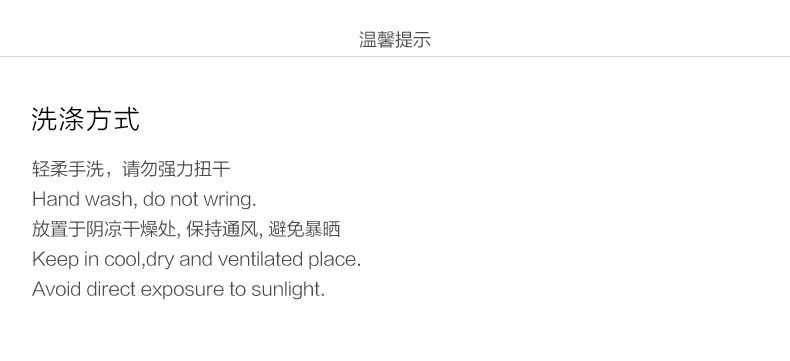 温馨提示
洗涤方式
轻柔手洗，请勿强力扭干
Hand wash, do not wring.
放置于阴凉干燥处, 保持通风, 避免暴晒
Keep in cool,dry and ventilated place.
Avoid direct exposure to sunlight.